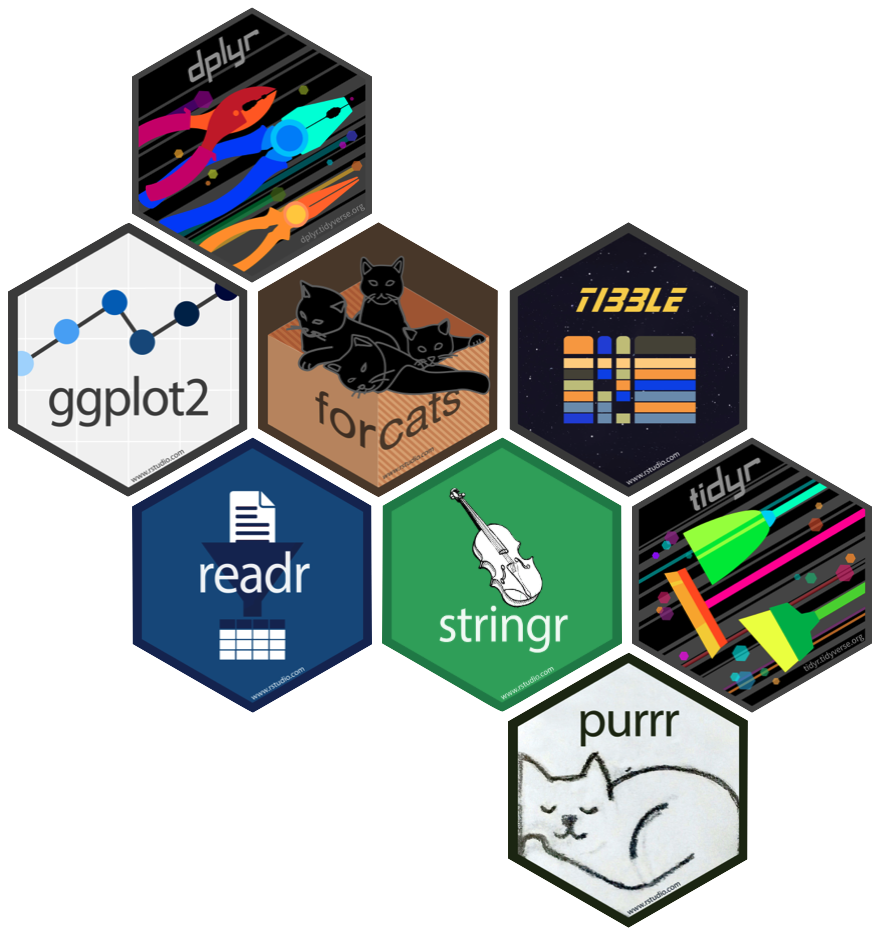 dplyr
dplyr.tidyverse.org
ggplot2
www.rstudio.com
forcats
www.rstudio.com
TIBBLE
www.rstudio.com
readr
www.rstudio.com
stringr
www.rstudio.com
tidyr
tidyr.tidyverse.org
purrr
www.rstudio.com